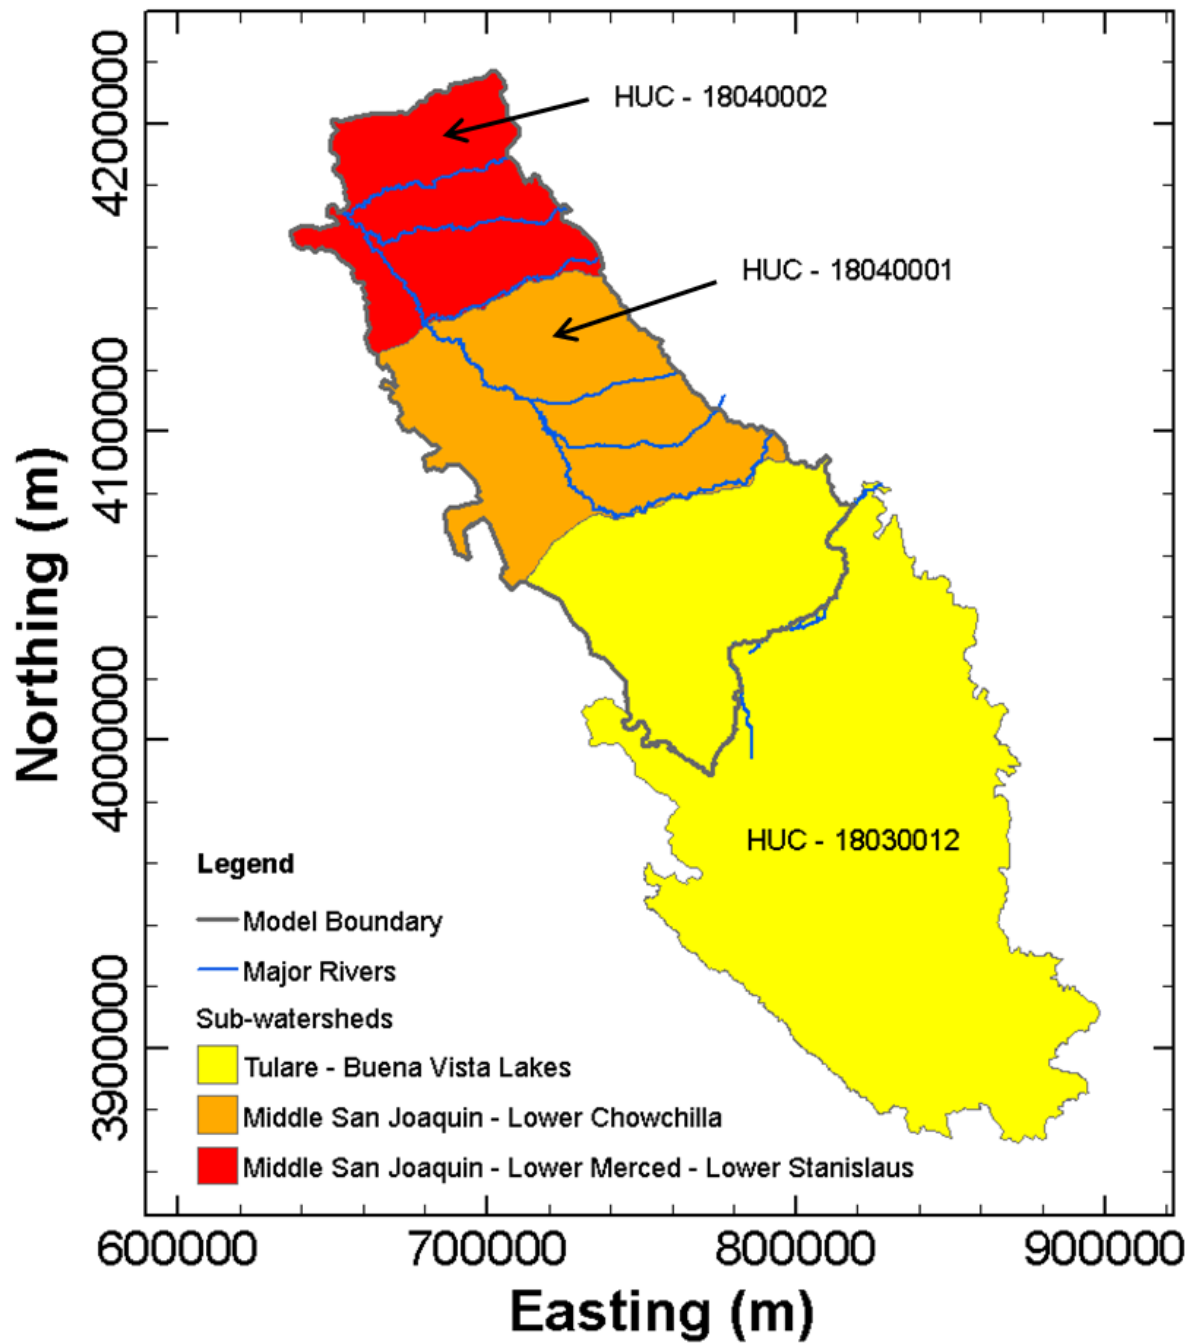 HUC - 18040002
HUC - 18040001
HUC - 18030012
Northing (m)
4200000
4100000
4000000
3900000
Legend
Model Boundary
Major Rivers
Sub-watersheds
Tulare - Buena Vista Lakes
Middle San Joaquin - Lower Chowchilla
Middle San Joaquin - Lower Merced - Lower Stanislaus
600000 700000 800000 900000
Easting (m)